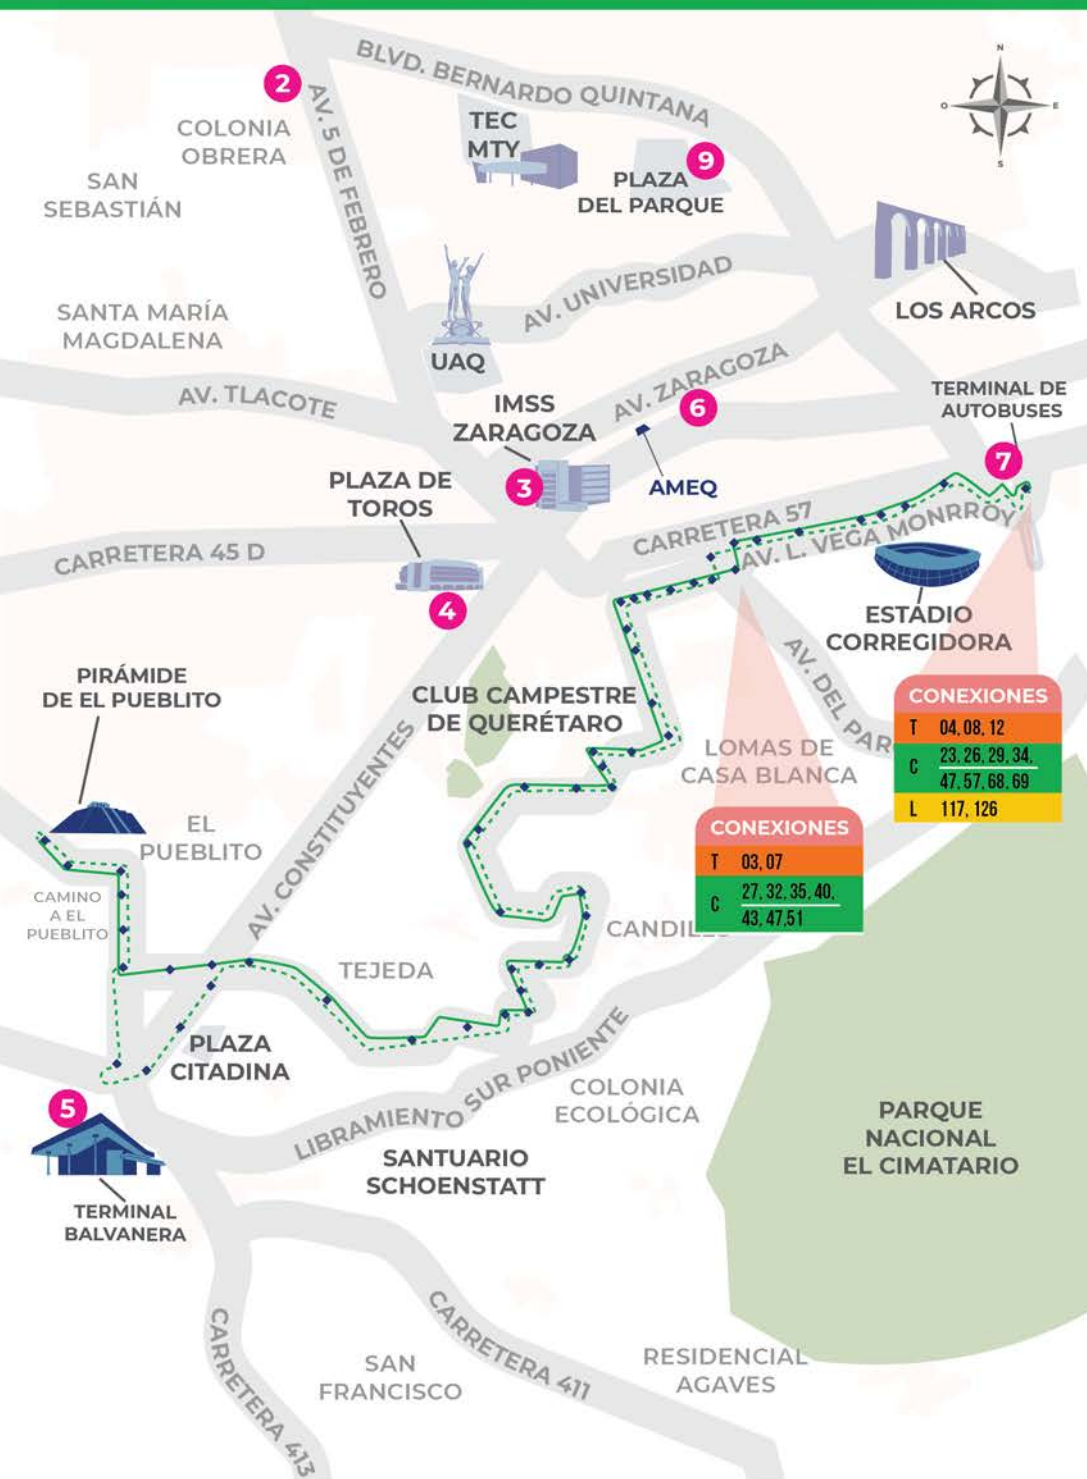 BLVD. BERNARDO QUINTANA
N
O
E
S
2
AV. 5 DE FEBRERO
COLONIA
OBRERA
TEC
MTY
9
PLAZA
DEL PARQUE
SAN
SEBASTIÁN
LOS ARCOS
AV. UNIVERSIDAD
SANTA MARÍA
MAGDALENA
UAQ
AV. TLACOTE
AV. ZARAGOZA
6
IMSS
ZARAGOZA
3
AMEQ
TERMINAL DE
AUTOBUSES
7
PLAZA DE
TOROS
4
CARRETERA 45 D
CARRETERA 57
AV. L. VEGA MONRROY
ESTADIO
CORREGIDORA
AV. DEL PAR
PIRÁMIDE
DE EL PUEBLITO
CLUB CAMPESTRE
DE QUERÉTARO
LOMAS DE
CASA BLANCA
CONEXIONES
T 04, 08, 12
C 23, 26, 29, 34,
47, 57, 68, 69
L 117, 126
CONEXIONES
T 03, 07
C 27, 32, 35, 40,
43, 47,51
AV. CONSTITUYENTES
EL
PUEBLITO
CAMINO
A EL
PUEBLITO
CANDIL
TEJEDA
PLAZA
CITADINA
5
TERMINAL
BALVANERA
LIBRAMIENTO SUR PONIENTE
COLONIA
ECOLÓGICA
SANTUARIO
SCHOENSTATT
PARQUE
NACIONAL
EL CIMATARIO
CARRETERA 413
CARRETERA 411
SAN
FRANCISCO
RESIDENCIAL
AGAVES